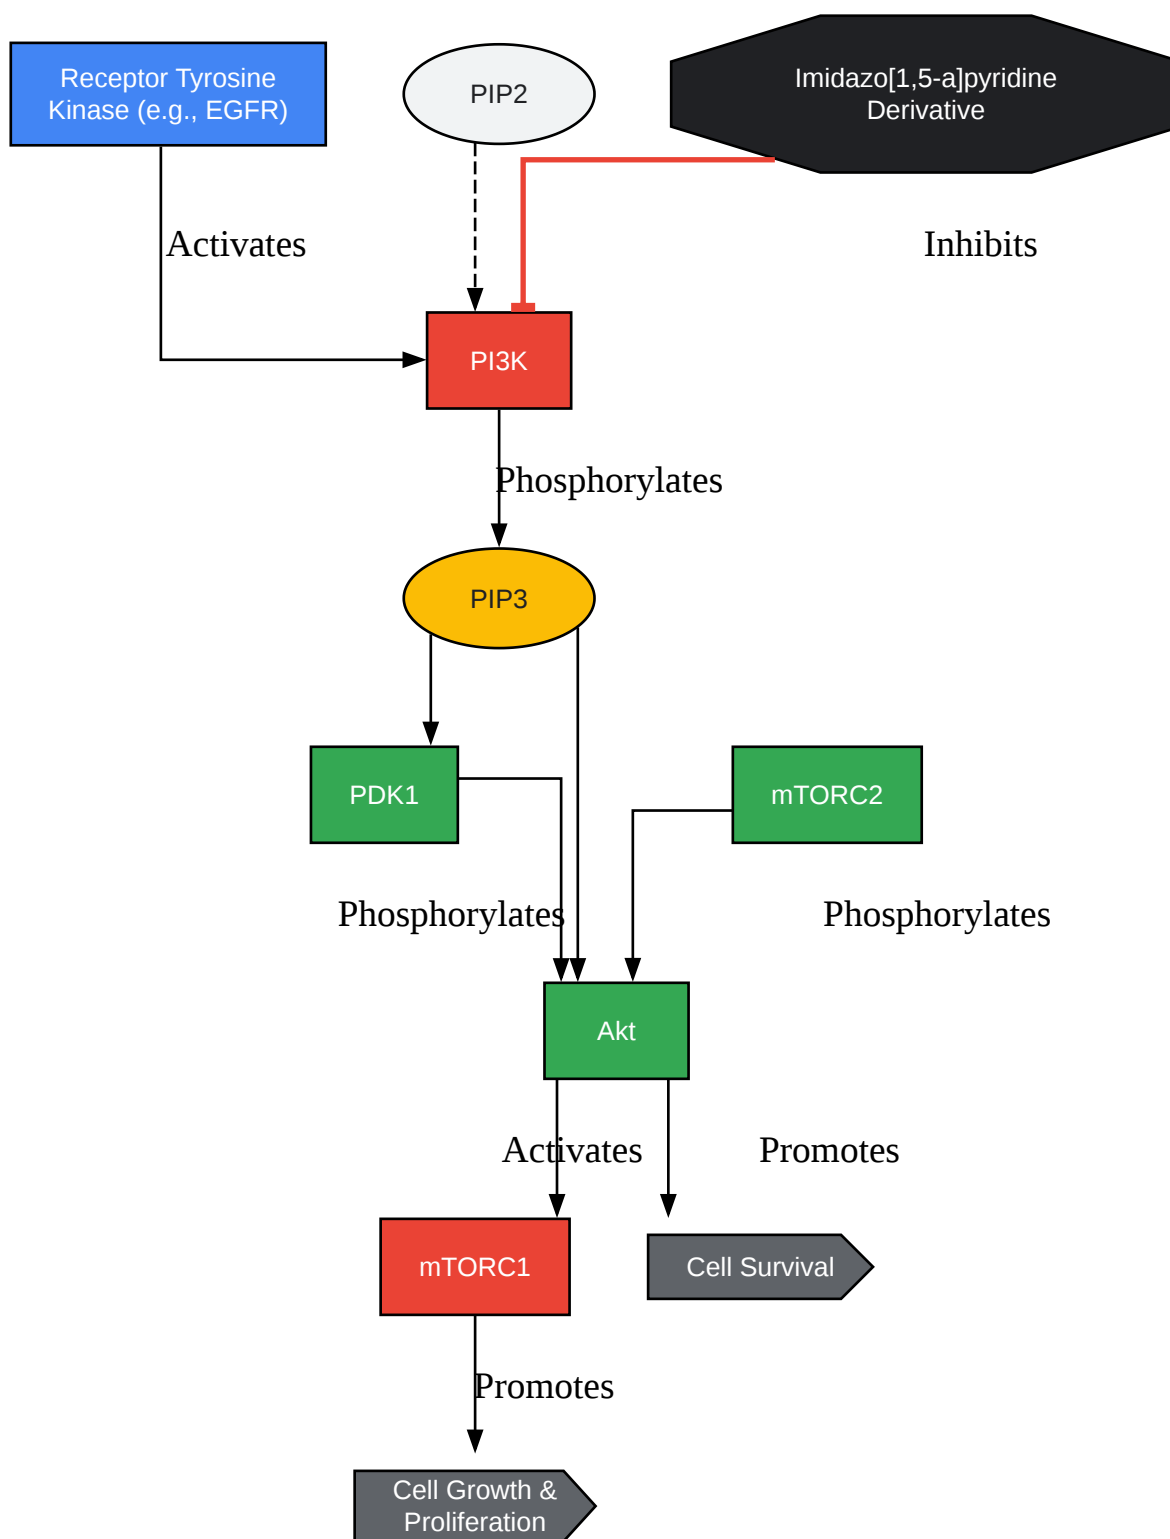 Receptor Tyrosine
Kinase (e.g., EGFR)
PIP2
Imidazo[1,5-a]pyridine
Derivative
Activates
Inhibits
PI3K
Phosphorylates
PIP3
PDK1
mTORC2
Phosphorylates
Phosphorylates
Akt
Activates
Promotes
mTORC1
Cell Survival
Promotes
Cell Growth &
Proliferation